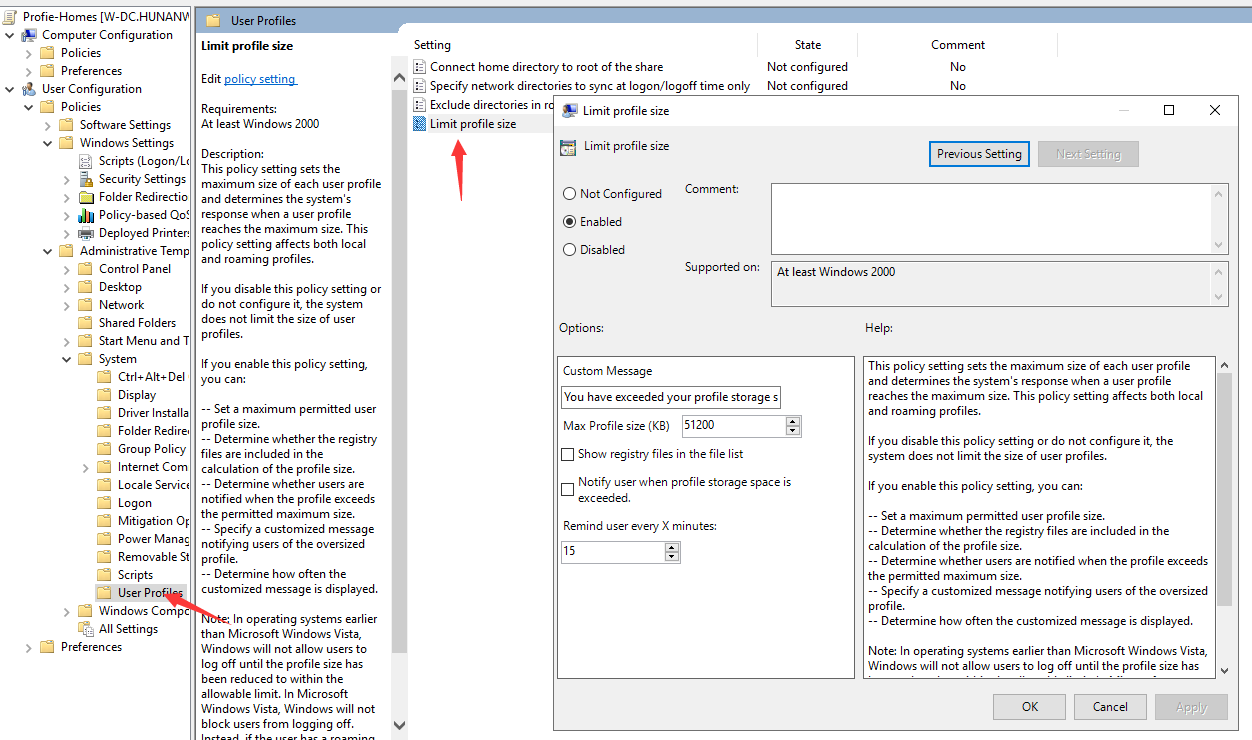 Profie-Homes [W-DC.HUNANW
Computer Configuration
Policies
Preferences
User Configuration
Policies
Software Settings
Windows Settings
Scripts (Logon/Lo
Security Settings
Folder Redirectio
Policy-based QoS
Deployed Printers
Administrative Temp
Control Panel
Desktop
Network
Shared Folders
Start Menu and T
System
Ctrl+Alt+Del
Display
Driver Installa
Folder Redire
Group Policy
Internet Com
Locale Service
Logon
Mitigation Op
Power Manag
Removable St
Scripts
User Profiles
Windows Compo
All Settings
Preferences
User Profiles
Limit profile size
Edit policy setting
Requirements:
At least Windows 2000
Description:
This policy setting sets the
maximum size of each user profile
and determines the system's
response when a user profile
reaches the maximum size. This
policy setting affects both local
and roaming profiles.
If you disable this policy setting or
do not configure it, the system
does not limit the size of user
profiles.
If you enable this policy setting,
you can:
-- Set a maximum permitted user
profile size.
-- Determine whether the registry
files are included in the
calculation of the profile size.
-- Determine whether users are
notified when the profile exceeds
the permitted maximum size.
-- Specify a customized message
notifying users of the oversized
profile.
-- Determine how often the
customized message is displayed.
Note: In operating systems earlier
than Microsoft Windows Vista,
Windows will not allow users to
log off until the profile size has
been reduced to within the
allowable limit. In Microsoft
Windows Vista, Windows will not
block users from logging off.
Instead, if the user has a roaming
Setting State Comment
Connect home directory to root of the share Not configured No
Specify network directories to sync at logon/logoff time only Not configured No
Exclude directories in ro
Limit profile size
Limit profile size
Limit profile size
Previous Setting Next Setting
Not Configured
Enabled
Disabled
Comment:
Supported on: At least Windows 2000
Options:
Custom Message
You have exceeded your profile storage s
Max Profile size (KB) 51200
Show registry files in the file list
Notify user when profile storage space is
exceeded.
Remind user every X minutes:
15
Help:
This policy setting sets the maximum size of each user profile
and determines the system's response when a user profile
reaches the maximum size. This policy setting affects both local
and roaming profiles.
If you disable this policy setting or do not configure it, the
system does not limit the size of user profiles.
If you enable this policy setting, you can:
-- Set a maximum permitted user profile size.
-- Determine whether the registry files are included in the
calculation of the profile size.
-- Determine whether users are notified when the profile exceeds
the permitted maximum size.
-- Specify a customized message notifying users of the oversized
profile.
-- Determine how often the customized message is displayed.
Note: In operating systems earlier than Microsoft Windows Vista,
Windows will not allow users to log off until the profile size has
OK Cancel Apply